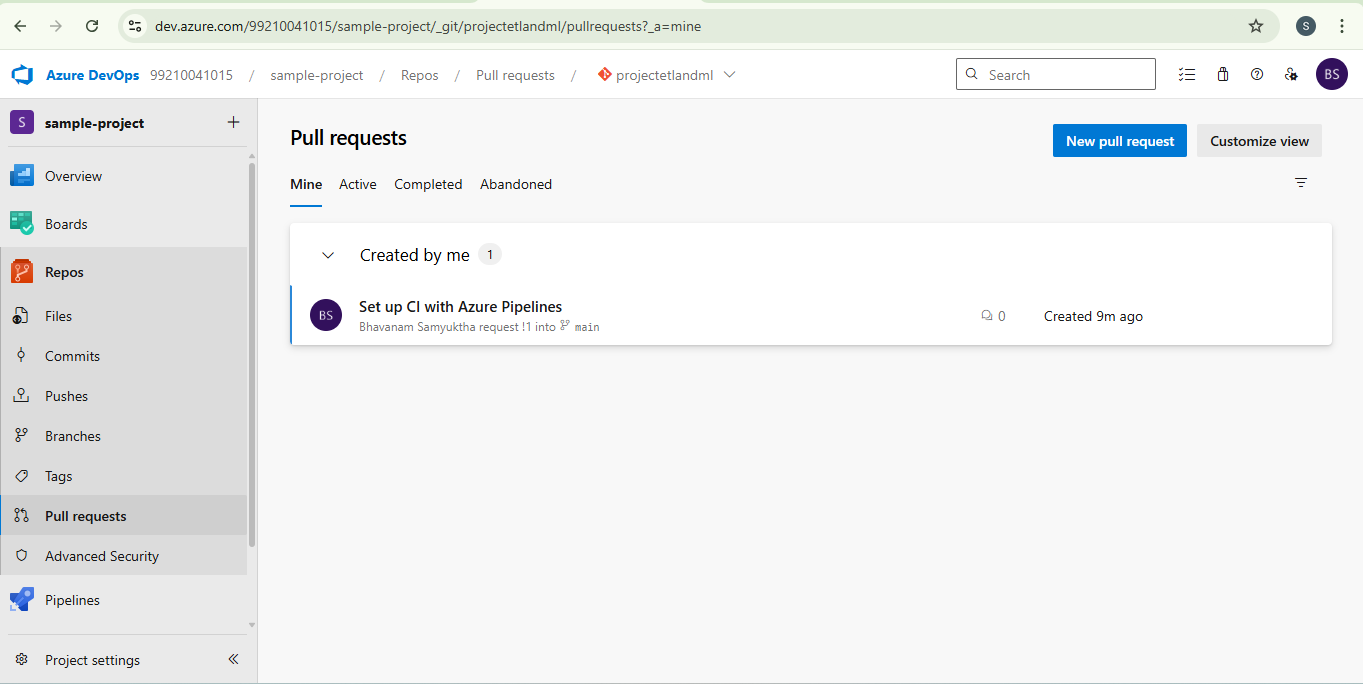 dev.azure.com/99210041015/sample-project/_git/projectetlandml/pullrequests?_a=mine
S
Azure DevOps 99210041015 / sample-project / Repos / Pull requests / projectetlandml
Search
BS
S sample-project
Overview
Boards
Repos
Files
Commits
Pushes
Branches
Tags
Pull requests
Advanced Security
Pipelines
Project settings
Pull requests
New pull request
Customize view
Mine Active Completed Abandoned
Created by me 1
BS
Set up CI with Azure Pipelines
Bhavanam Samyuktha request !1 into main
0
Created 9m ago